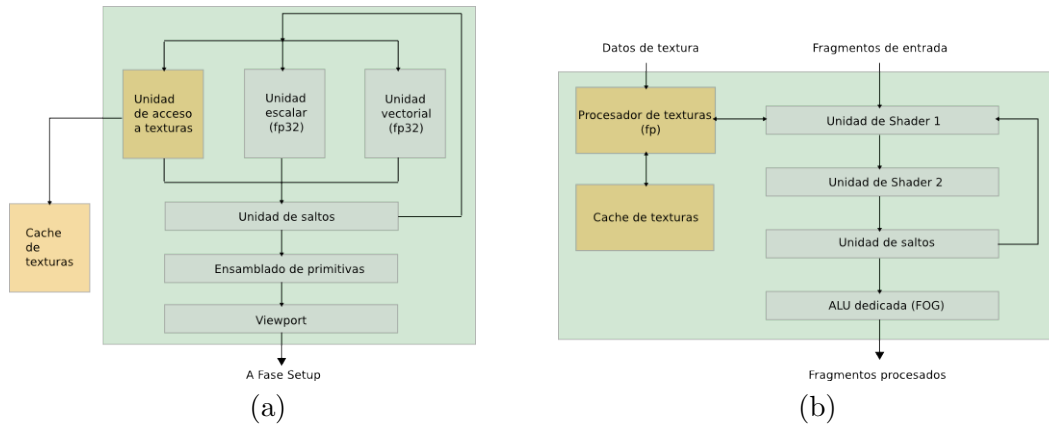 Unidad
de acceso
a texturas
Unidad
escalar
(fp32)
Unidad
vectorial
(fp32)
Unidad de saltos
Cache
de
texturas
Ensamblado de primitivas
Viewport
A Fase Setup
(a)
Datos de textura
Fragmentos de entrada
Procesador de texturas
(fp)
Unidad de Shader 1
Unidad de Shader 2
Cache de texturas
Unidad de saltos
ALU dedicada (FOG)
Fragmentos procesados
(b)